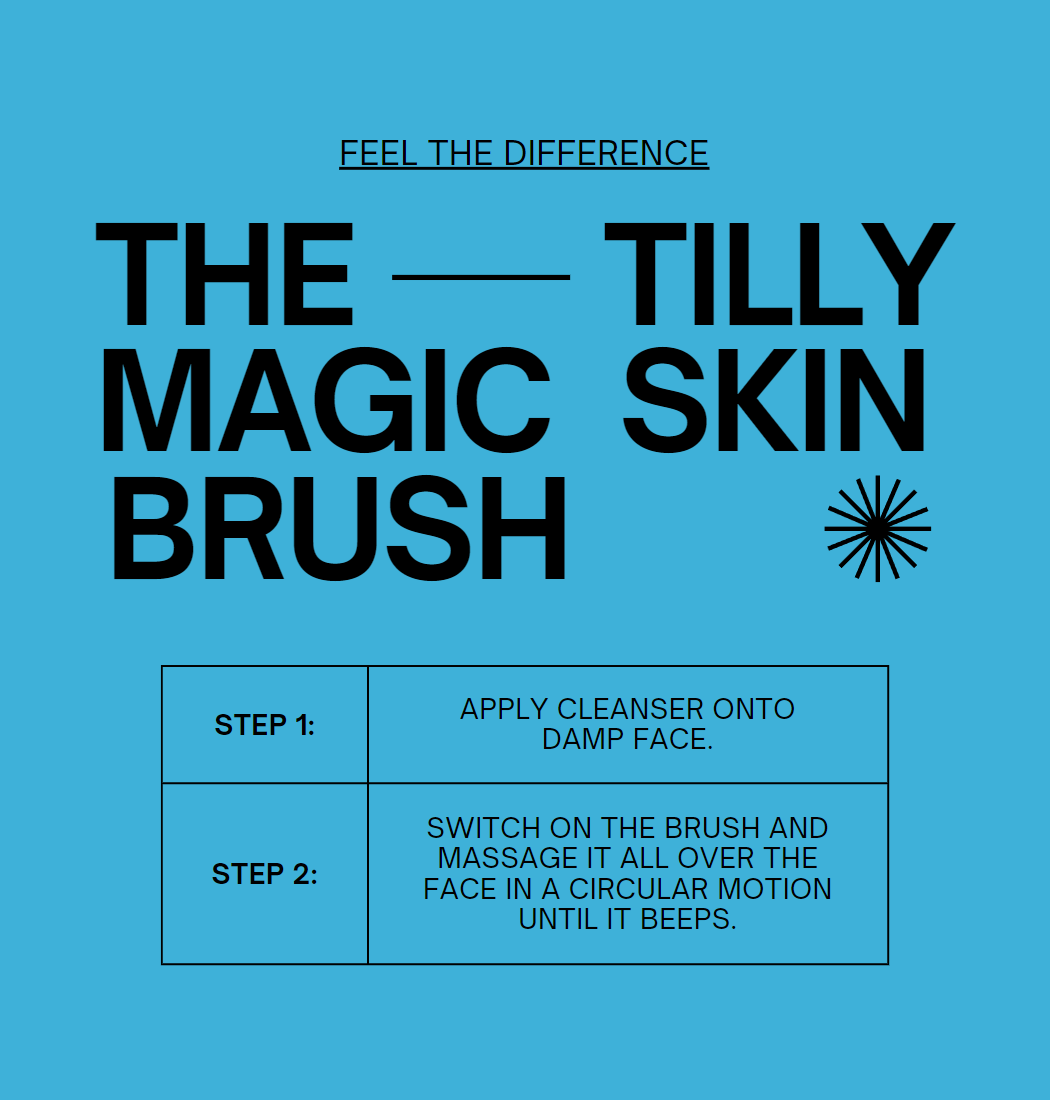 FEEL THE DIFFERENCE
THE — TILLY
MAGIC SKIN
BRUSH
STEP 1:
APPLY CLEANSER ONTO
DAMP FACE.
STEP 2:
SWITCH ON THE BRUSH AND
MASSAGE IT ALL OVER THE
FACE IN A CIRCULAR MOTION
UNTIL IT BEEPS.